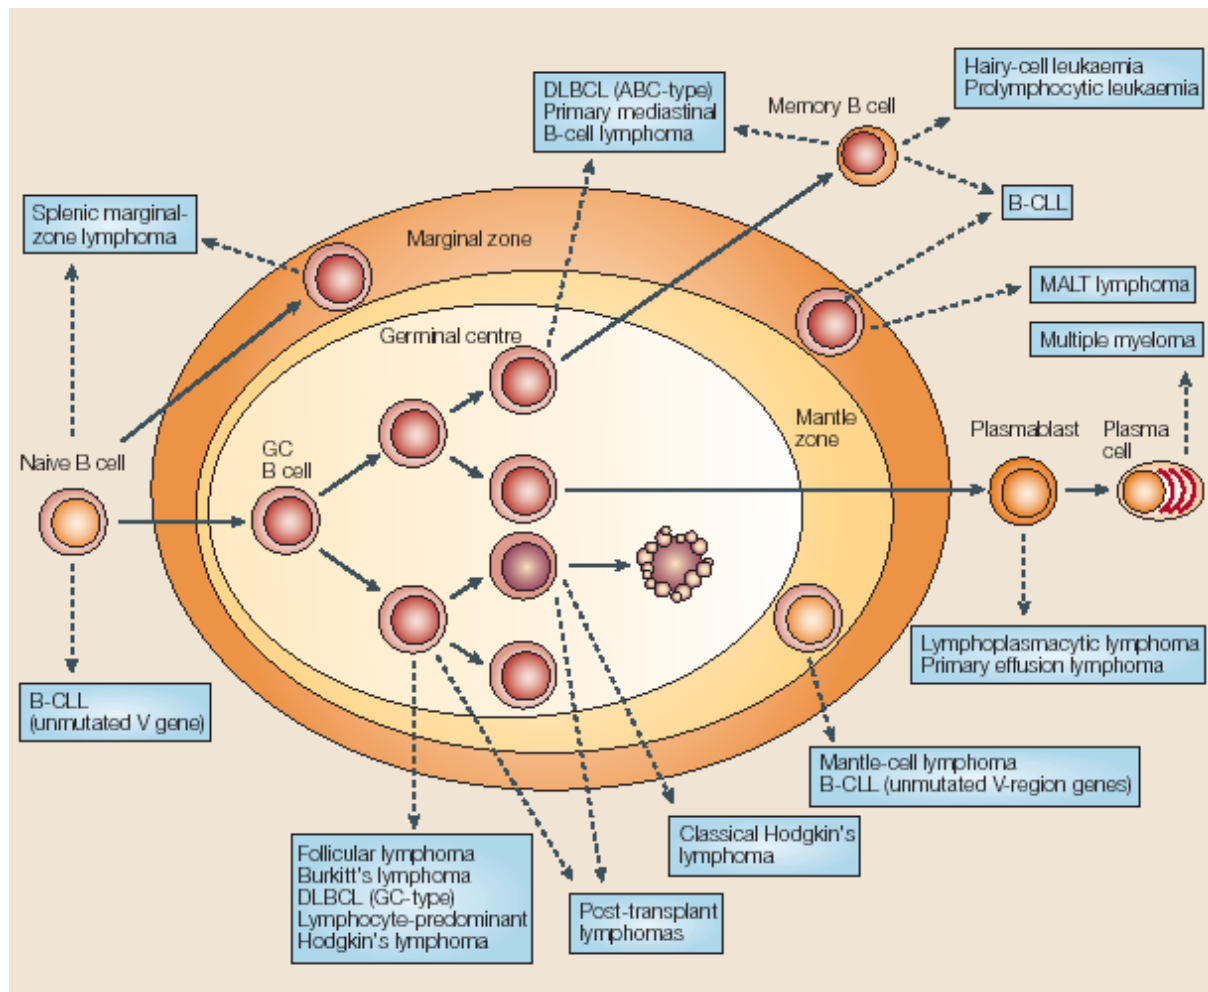 Hairy-cell leukaemia
Prolymphocytic leukaemia
DLBCL (ABC-type)
Primary mediastinal
B-cell lymphoma
Memory B cell
B-CLL
Splenic marginal-
zone lymphoma
Marginal zone
MALT lymphoma
Germinal centre
Multiple myeloma
Mantle
zone
Plasmablast
Plasma
cell
Naive B cell
GC
B cell
Lymphoplasmacytic lymphoma
Primary effusion lymphoma
B-CLL
(unmutated V gene)
Mantle-cell lymphoma
B-CLL (unmutated V-region genes)
Classical Hodgkin's
lymphoma
Follicular lymphoma
Burkitt's lymphoma
DLBCL (GC-type)
Lymphocyte-predominant
Hodgkin's lymphoma
Post-transplant
lymphomas